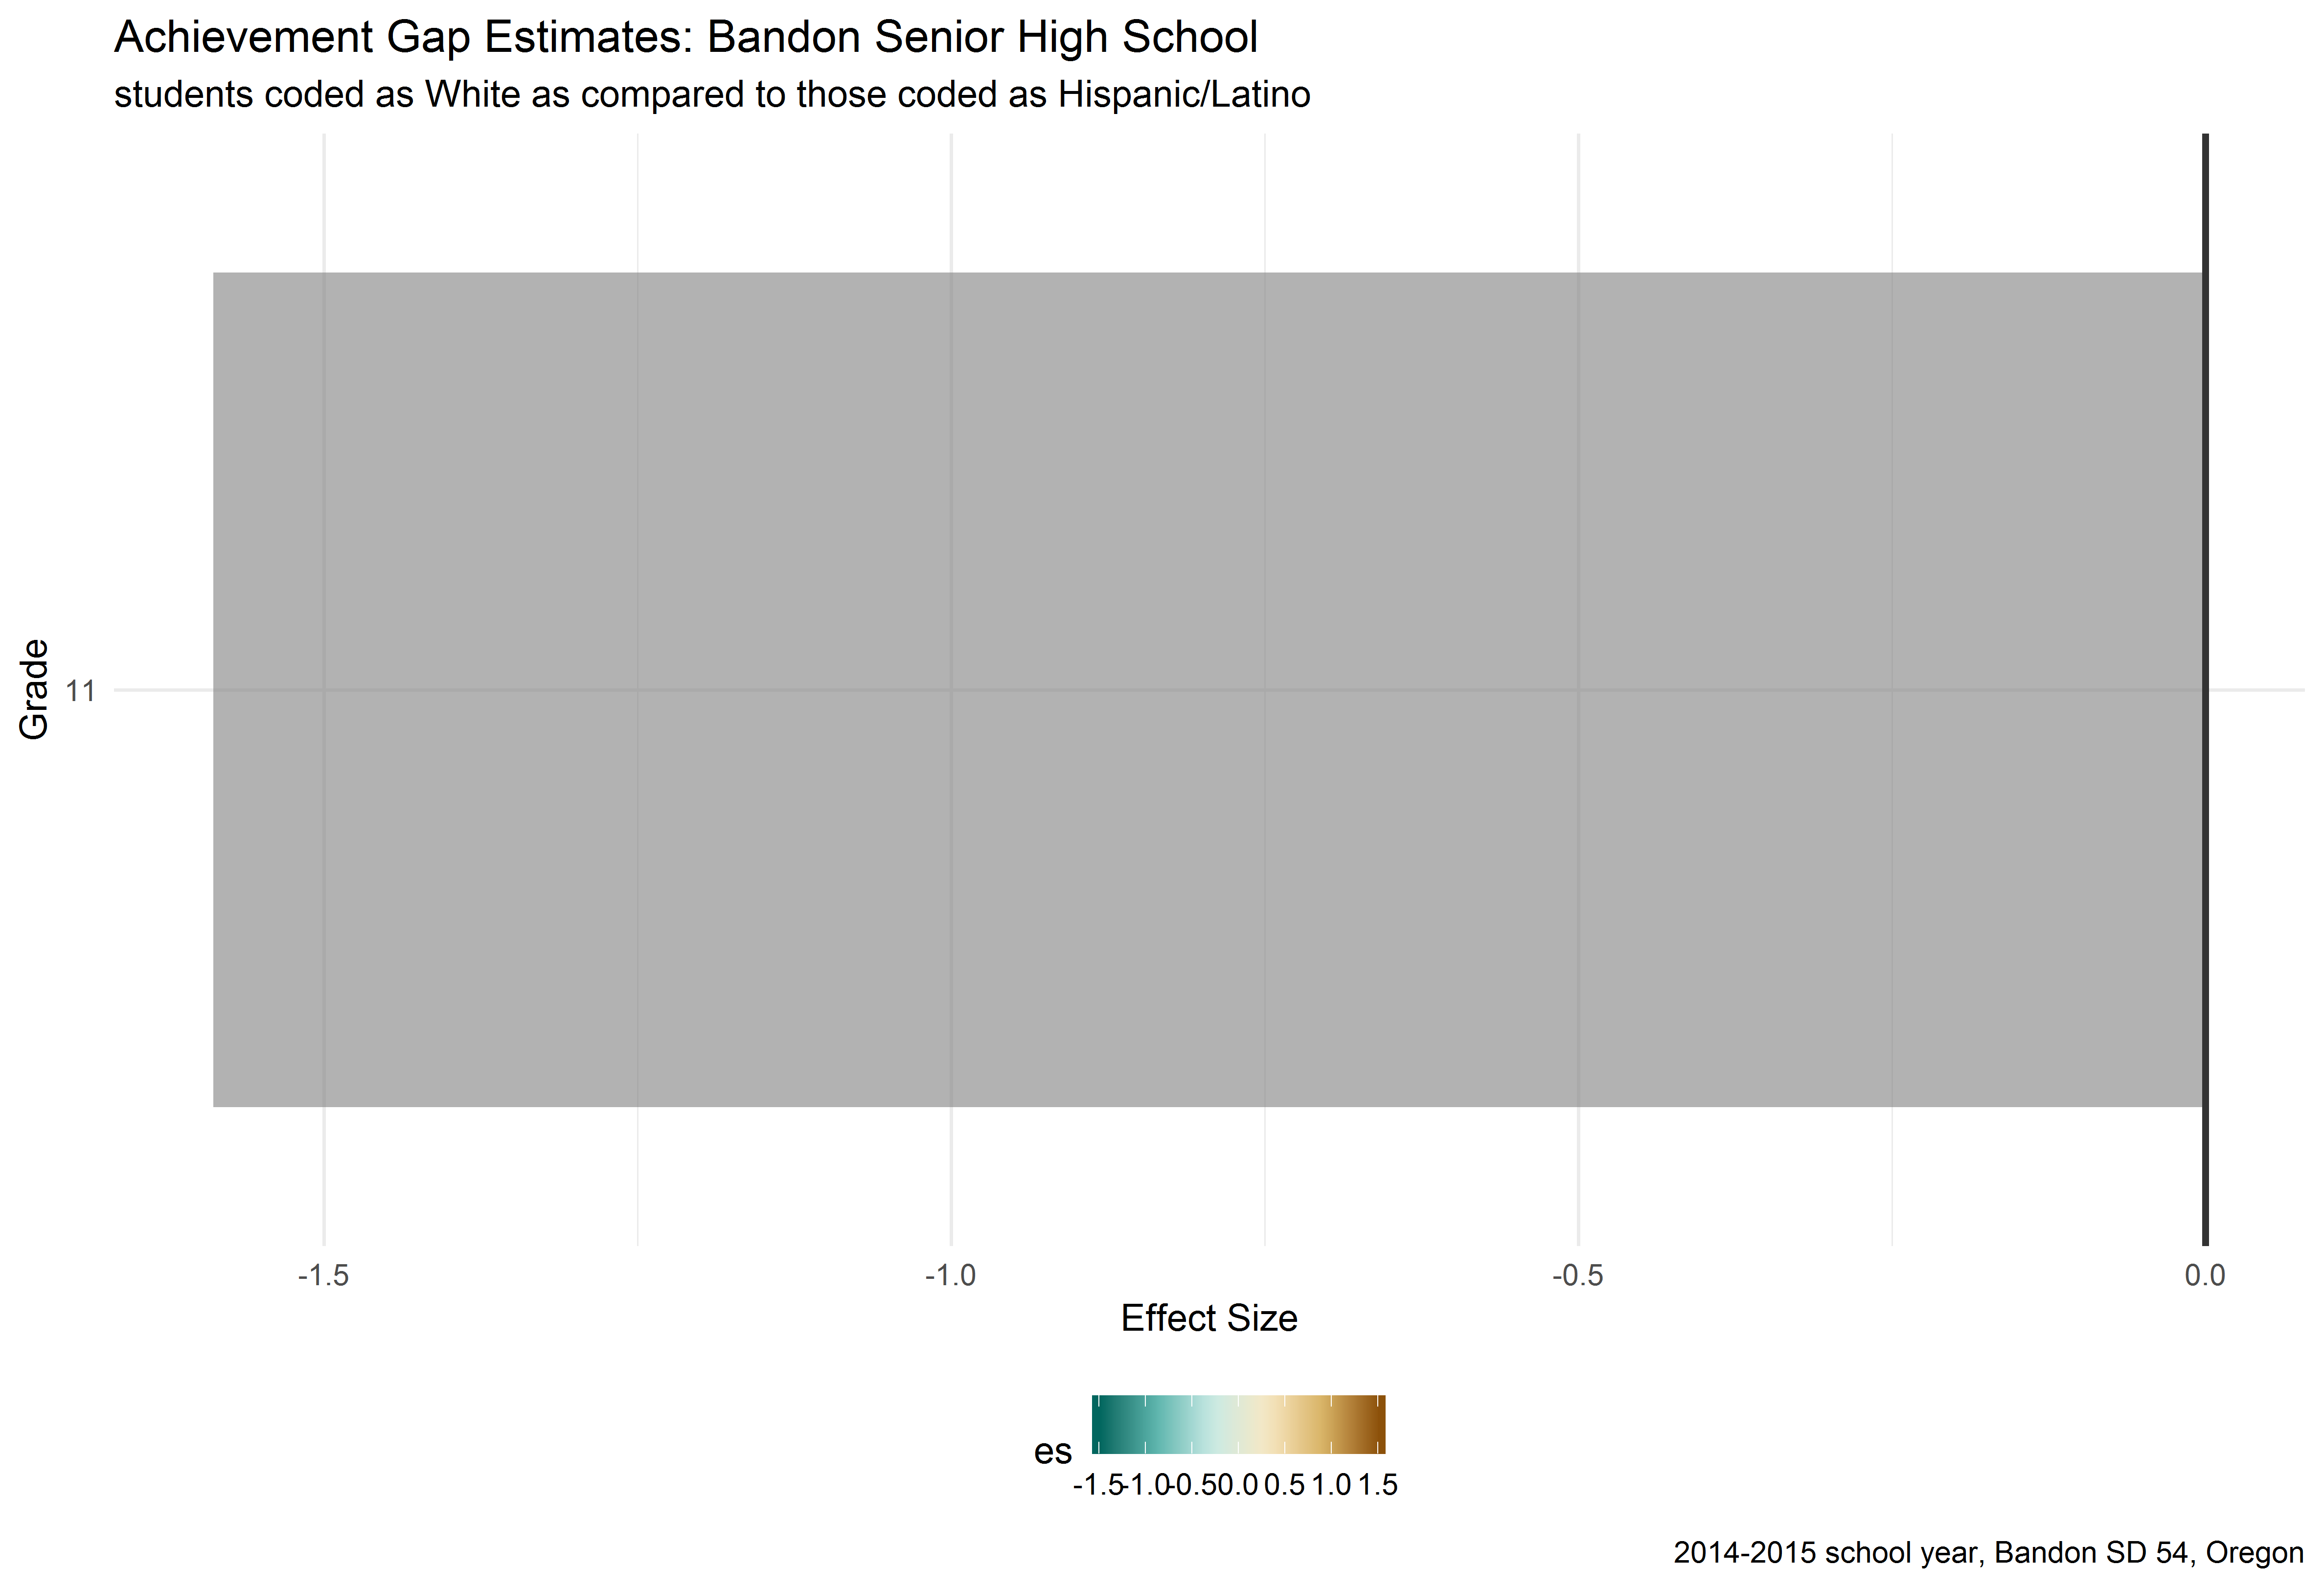 Achievement Gap Estimates: Bandon Senior High School
students coded as White as compared to those coded as Hispanic/Latino
Grade
11
-1.5 -1.0 -0.5 0.0
Effect Size
es
-1.5 -1.0 -0.5 0.0 0.5 1.0 1.5
2014-2015 school year, Bandon SD 54, Oregon